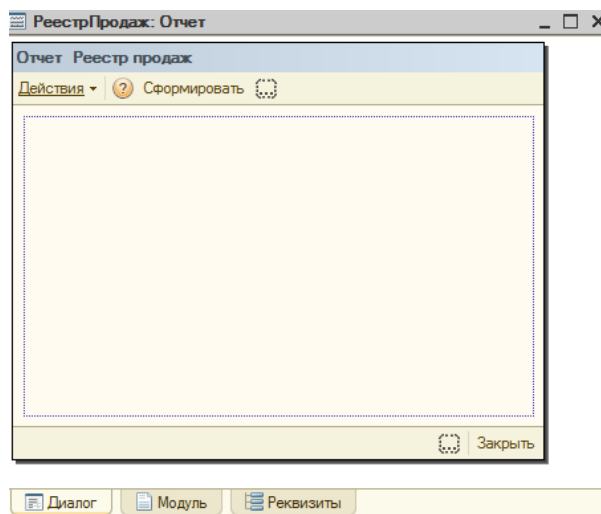 РеестрПродаж: Отчет
Отчет Реестр продаж
Действия ? Сформировать
Закрыть
Диалог Модуль Реквизиты